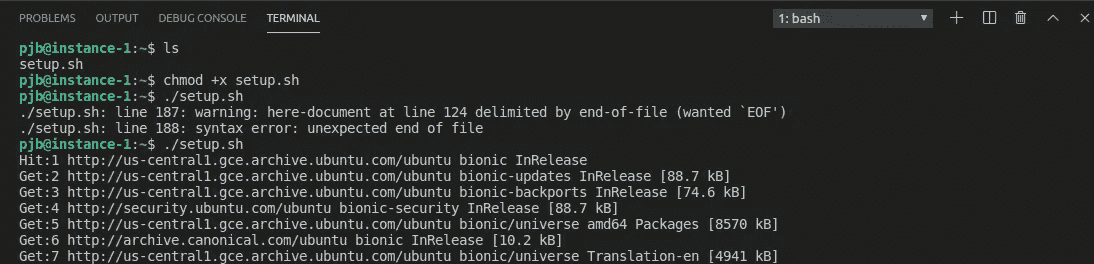 PROBLEMS OUTPUT DEBUG CONSOLE TERMINAL 1: bash
pjb@instance-1:~$ ls
setup.sh
pjb@instance-1:~$ chmod +x setup.sh
pjb@instance-1:~$ ./setup.sh
./setup.sh: line 187: warning: here-document at line 124 delimited by end-of-file (wanted `EOF')
./setup.sh: line 188: syntax error: unexpected end of file
pjb@instance-1:~$ ./setup.sh
Hit:1 http://us-central1.gce.archive.ubuntu.com/ubuntu bionic InRelease
Get:2 http://us-central1.gce.archive.ubuntu.com/ubuntu bionic-updates InRelease [88.7 kB]
Get:3 http://us-central1.gce.archive.ubuntu.com/ubuntu bionic-backports InRelease [74.6 kB]
Get:4 http://security.ubuntu.com/ubuntu bionic-security InRelease [88.7 kB]
Get:5 http://us-central1.gce.archive.ubuntu.com/ubuntu bionic/universe amd64 Packages [8570 kB]
Get:6 http://archive.canonical.com/ubuntu bionic InRelease [10.2 kB]
Get:7 http://us-central1.gce.archive.ubuntu.com/ubuntu bionic/universe Translation-en [4941 kB]